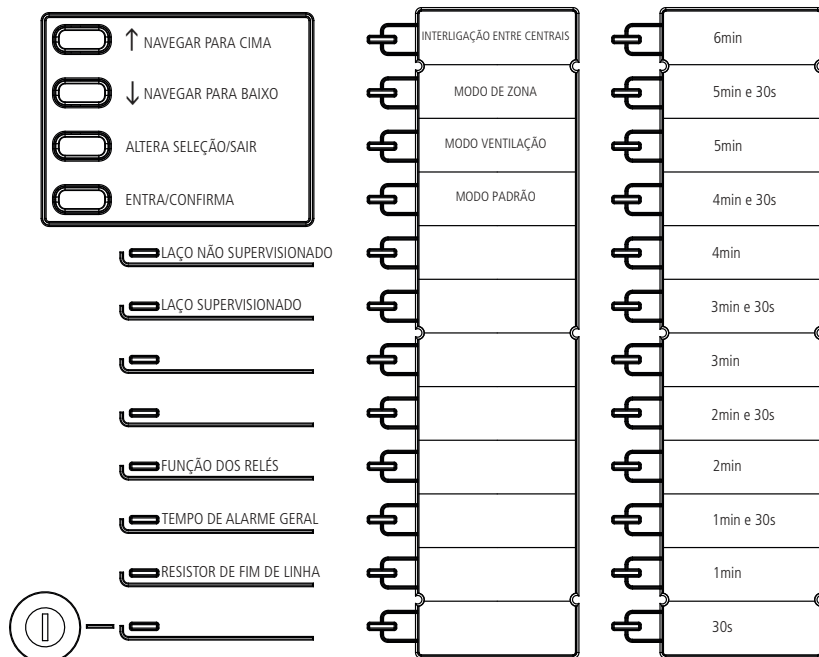 ↑ NAVEGAR PARA CIMA
↓ NAVEGAR PARA BAIXO
ALTERA SELEÇÃO/SAIR
ENTRA/CONFIRMA
LAÇO NÃO SUPERVISIONADO
LAÇO SUPERVISIONADO
FUNÇÃO DOS RELÉS
TEMPO DE ALARME GERAL
RESISTOR DE FIM DE LINHA
INTERLIGAÇÃO ENTRE CENTRAIS
MODO DE ZONA
MODO VENTILAÇÃO
MODO PADRÃO
6min
5min e 30s
5min
4min e 30s
4min
3min e 30s
3min
2min e 30s
2min
1min e 30s
1min
30s